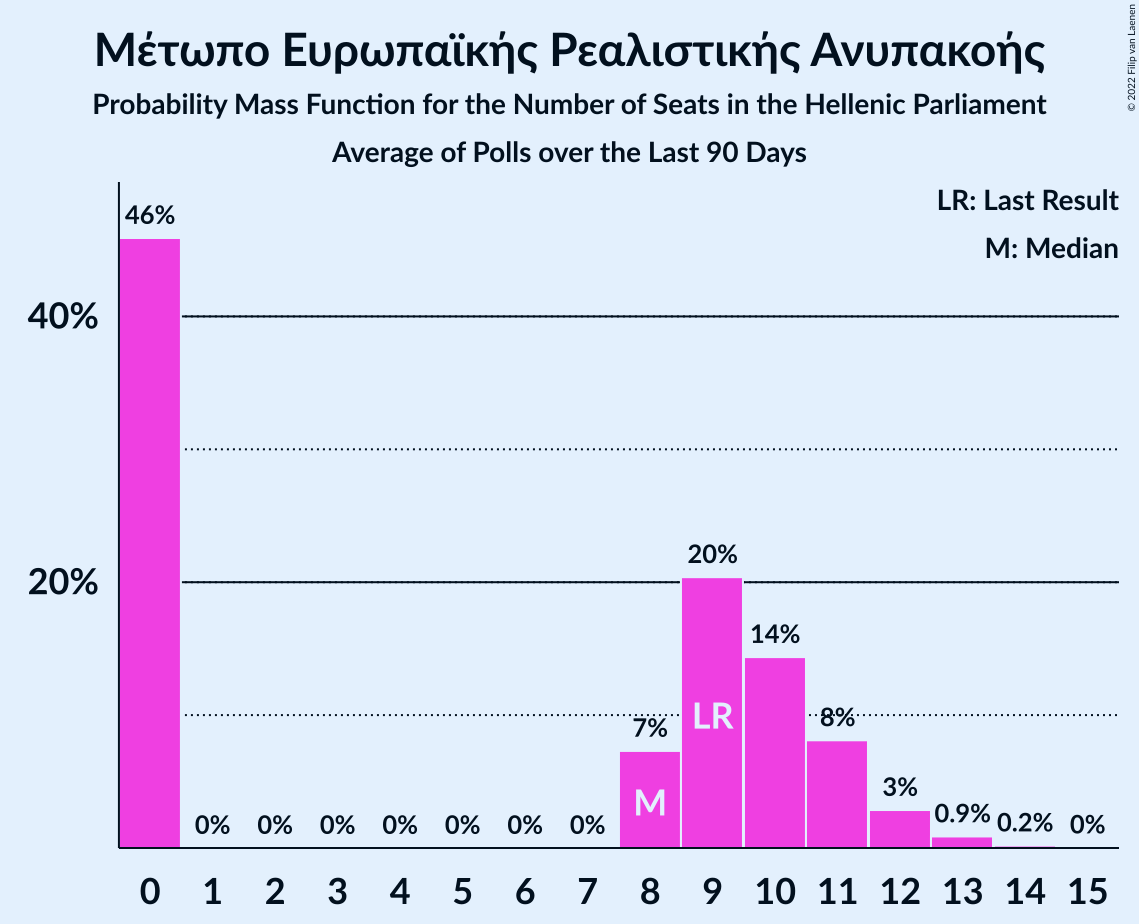 Μέτωπο Ευρωπαϊκής Ρεαλιστικής Ανυπακοής
Probability Mass Function for the Number of Seats in the Hellenic Parliament
Average of Polls over the Last 90 Days
© 2022 Filip van Laenen
LR: Last Result
M: Median
46%
40%
20%
20%
14%
8%
7%
LR
M
3%
0.9%
0.2%
0%
0%
0%
0%
0%
0%
0%
0%
0 1 2 3 4 5 6 7 8 9 10 11 12 13 14 15